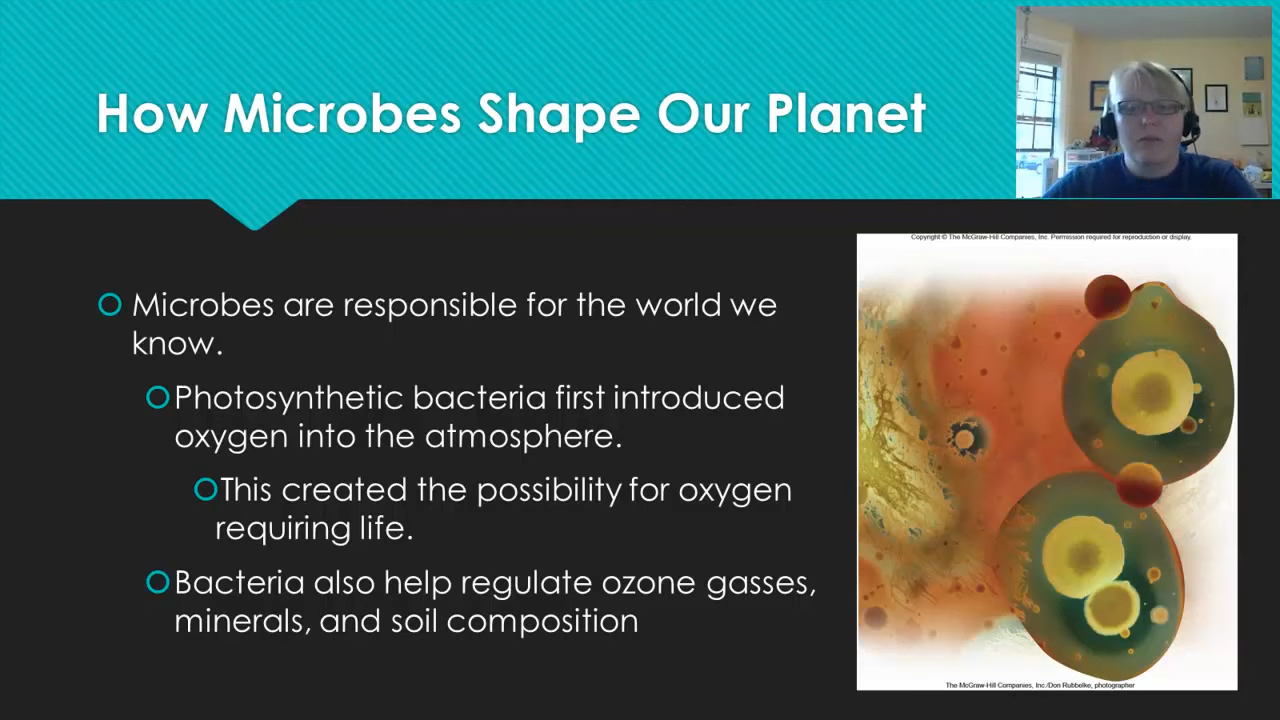 How Microbes Shape Our Planet
Copyright © The McGraw-Hill Companies, Inc. Permission required for reproduction or display.
Microbes are responsible for the world we
know.
Photosynthetic bacteria first introduced
oxygen into the atmosphere.
This created the possibility for oxygen
requiring life.
Bacteria also help regulate ozone gasses,
minerals, and soil composition
The McGraw-Hill Companies, Inc./Don Rubbelke, photographer